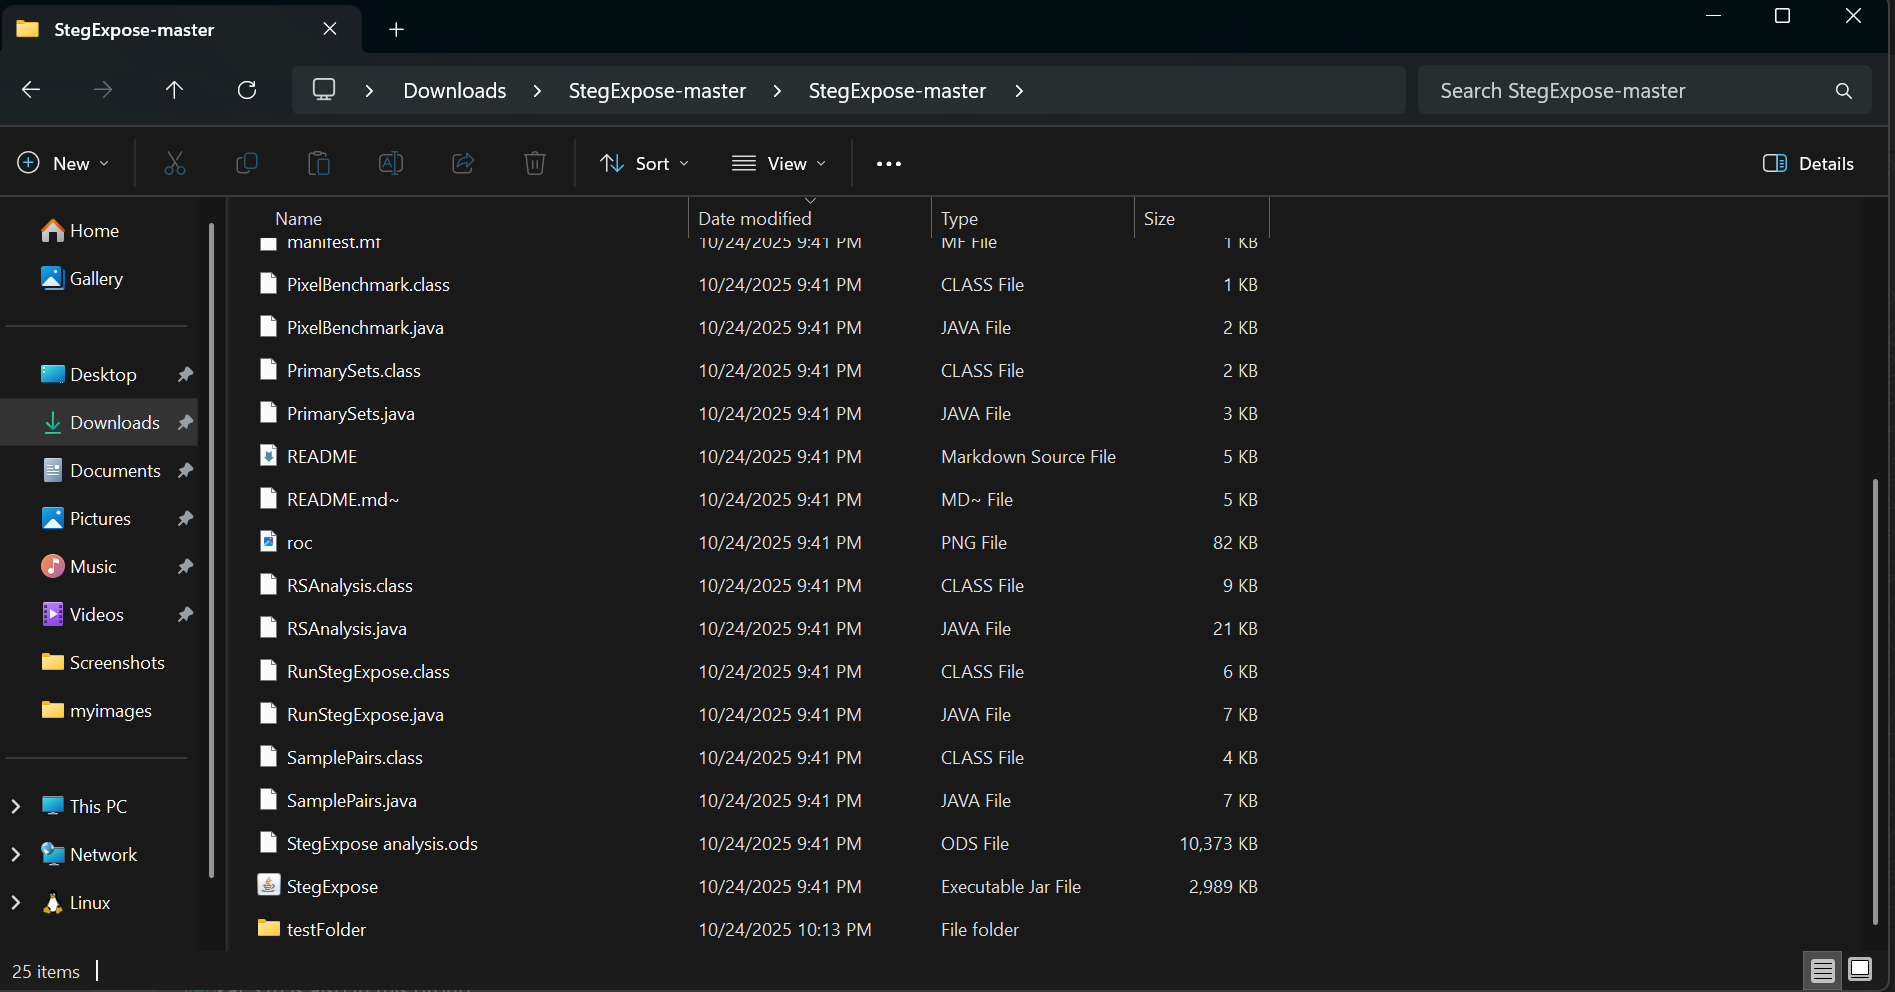 StegExpose-master
Downloads StegExpose-master StegExpose-master
Search StegExpose-master
New Sort View Details
Home
Gallery
Desktop
Downloads
Documents
Pictures
Music
Videos
Screenshots
myimages
This PC
Network
Linux
Name Date modified Type Size
manifest.mf 10/24/2025 9:41 PM MF File 1 KB
PixelBenchmark.class 10/24/2025 9:41 PM CLASS File 1 KB
PixelBenchmark.java 10/24/2025 9:41 PM JAVA File 2 KB
PrimarySets.class 10/24/2025 9:41 PM CLASS File 2 KB
PrimarySets.java 10/24/2025 9:41 PM JAVA File 3 KB
README 10/24/2025 9:41 PM Markdown Source File 5 KB
README.md~ 10/24/2025 9:41 PM MD~ File 5 KB
roc 10/24/2025 9:41 PM PNG File 82 KB
RSAnalysis.class 10/24/2025 9:41 PM CLASS File 9 KB
RSAnalysis.java 10/24/2025 9:41 PM JAVA File 21 KB
RunStegExpose.class 10/24/2025 9:41 PM CLASS File 6 KB
RunStegExpose.java 10/24/2025 9:41 PM JAVA File 7 KB
SamplePairs.class 10/24/2025 9:41 PM CLASS File 4 KB
SamplePairs.java 10/24/2025 9:41 PM JAVA File 7 KB
StegExpose analysis.ods 10/24/2025 9:41 PM ODS File 10,373 KB
StegExpose 10/24/2025 9:41 PM Executable Jar File 2,989 KB
testFolder 10/24/2025 10:13 PM File folder
25 items